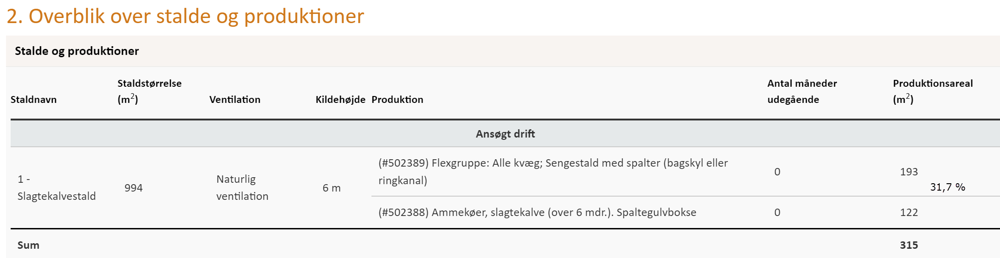 2. Overblik over stalde og produktioner
Stalde og produktioner
Staldnavn
Staldstørrelse
(m²)
Ventilation
Kildehøjde
Produktion
Antal måneder
udegående
Produktionsareal
(m²)
Ansøgt drift
1 -
Slagtekalvestald
994
Naturlig
ventilation
6 m
(#502389) Flexgruppe: Alle kvæg; Sengestald med spalter (bagskyl eller
ringkanal)
0
193
31,7 %
(#502388) Ammekøer, slagtekalve (over 6 mdr.). Spaltegulvbokse
0
122
Sum
315